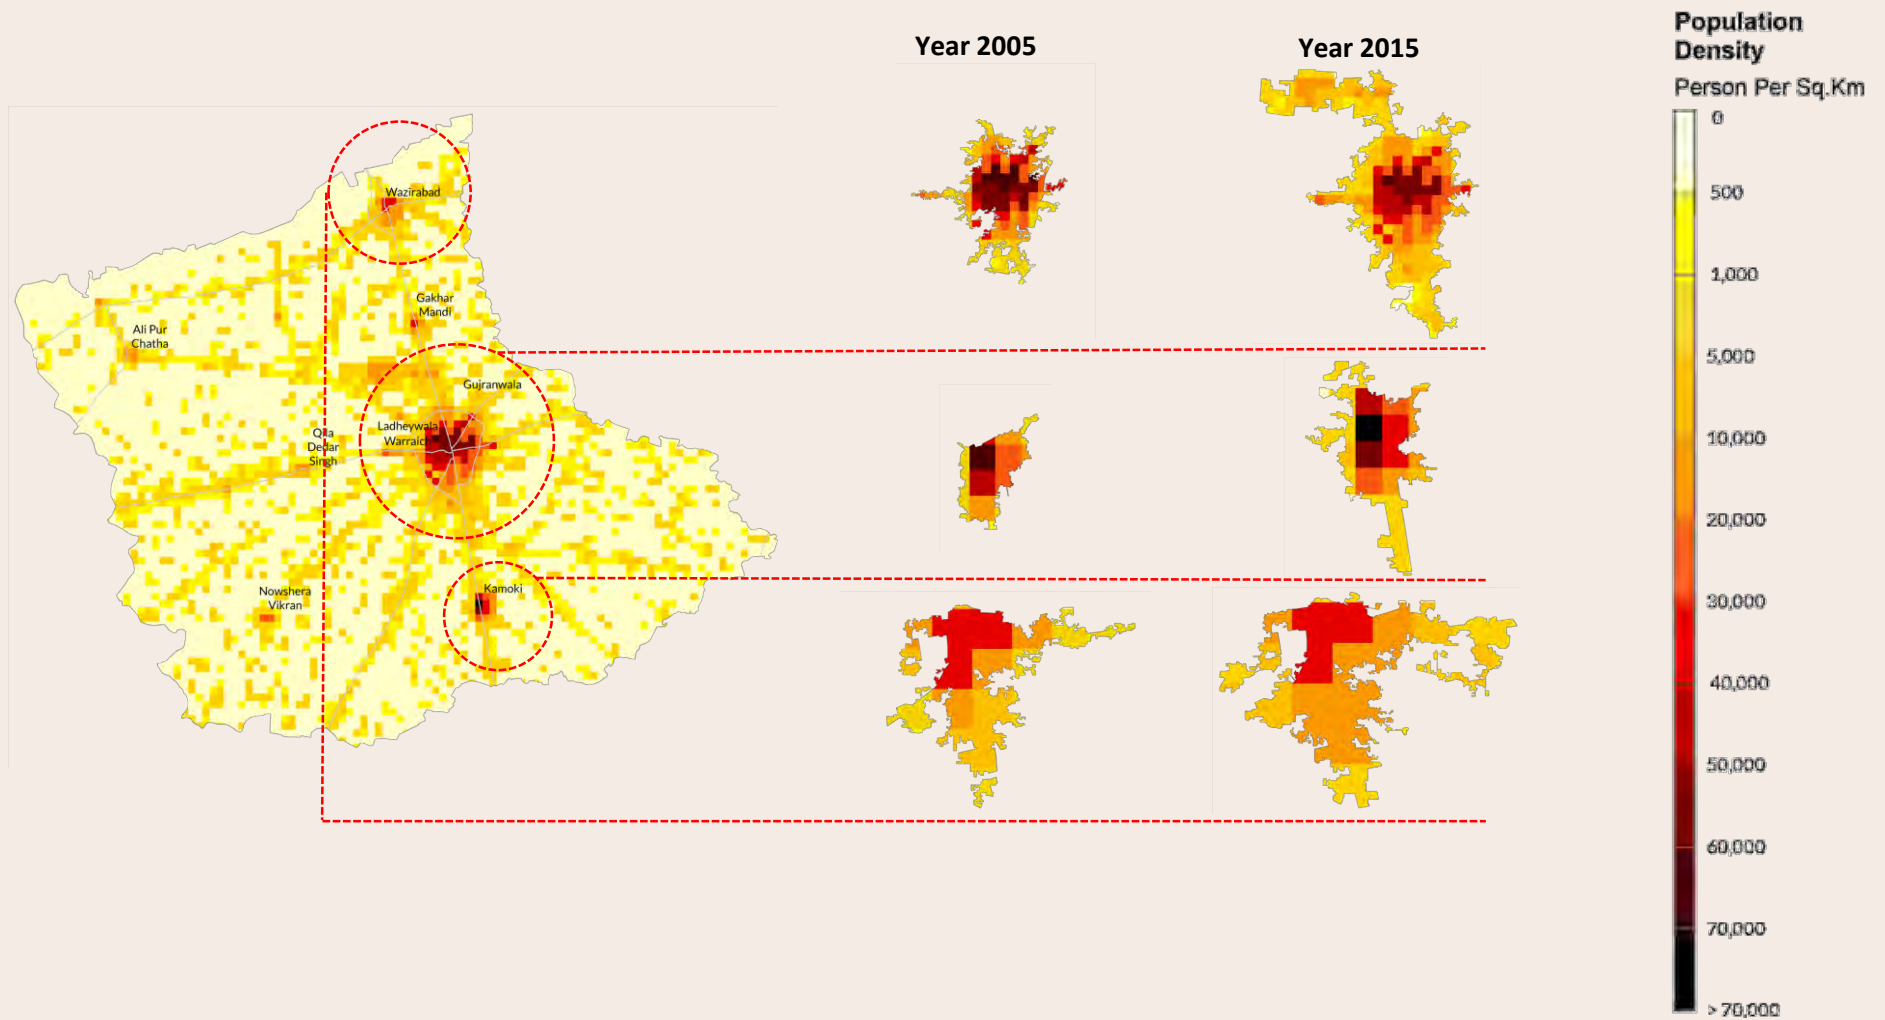 Year 2005
Year 2015
Population
Density
Person Per Sq.Km
0
500
1,000
5,000
10,000
20,000
30,000
40,000
50,000
60,000
70,000
> 70,000
Wazirabad
Gakhar
Mandi
Ali Pur
Chatha
Gujranwala
Ladheywala
Warraich
Qila
Dedar
Singh
Nowshera
Vikran
Kamoki